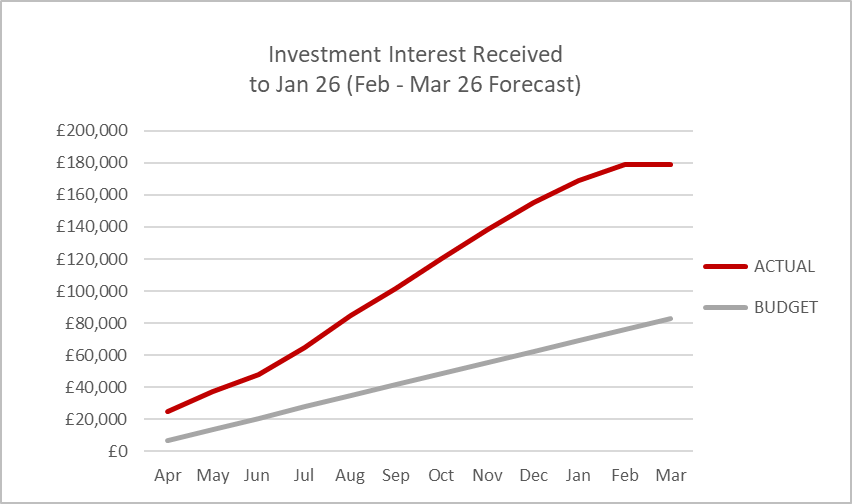 Investment Interest Received
to Jan 26 (Feb - Mar 26 Forecast)
£200,000
£180,000
£160,000
£140,000
£120,000
£100,000
£80,000
£60,000
£40,000
£20,000
£0
Apr May Jun Jul Aug Sep Oct Nov Dec Jan Feb Mar
ACTUAL
BUDGET